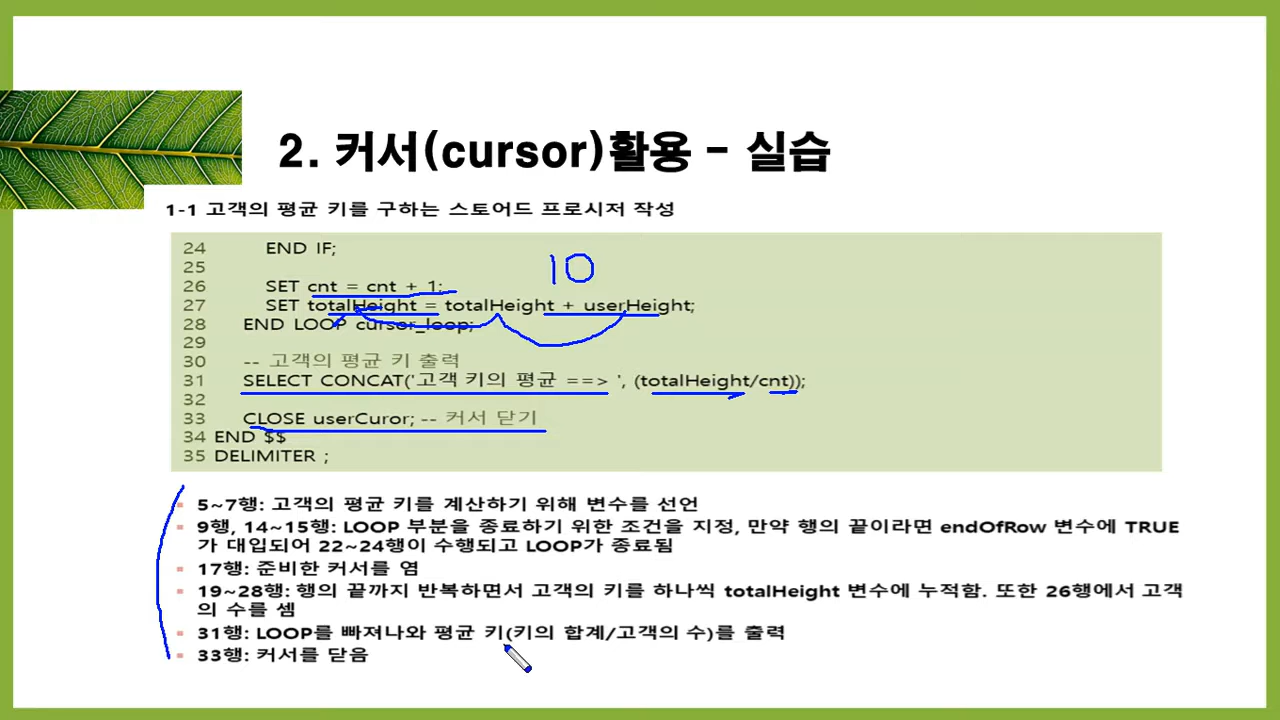 2. 커서(cursor)활용 - 실습
1-1 고객의 평균 키를 구하는 스토어드 프로시저 작성
24 END IF;
25
26 SET cnt = cnt + 1;
10
27 SET totalHeight = totalHeight + userHeight;
28 END LOOP cursor_loop;
29
30 -- 고객의 평균 키 출력
31 SELECT CONCAT('고객 키의 평균 ==> ', (totalHeight/cnt));
32
33 CLOSE userCuror; -- 커서 닫기
34 END $$
35 DELIMITER ;
5~7행: 고객의 평균 키를 계산하기 위해 변수를 선언
9행, 14~15행: LOOP 부분을 종료하기 위한 조건을 지정, 만약 행의 끝이라면 endOfRow 변수에 TRUE
가 대입되어 22~24행이 수행되고 LOOP가 종료됨
17행: 준비한 커서를 염
19~28행: 행의 끝까지 반복하면서 고객의 키를 하나씩 totalHeight 변수에 누적함. 또한 26행에서 고객
의 수를 셈
31행: LOOP를 빠져나와 평균 키(키의 합계/고객의 수)를 출력
33행: 커서를 닫음